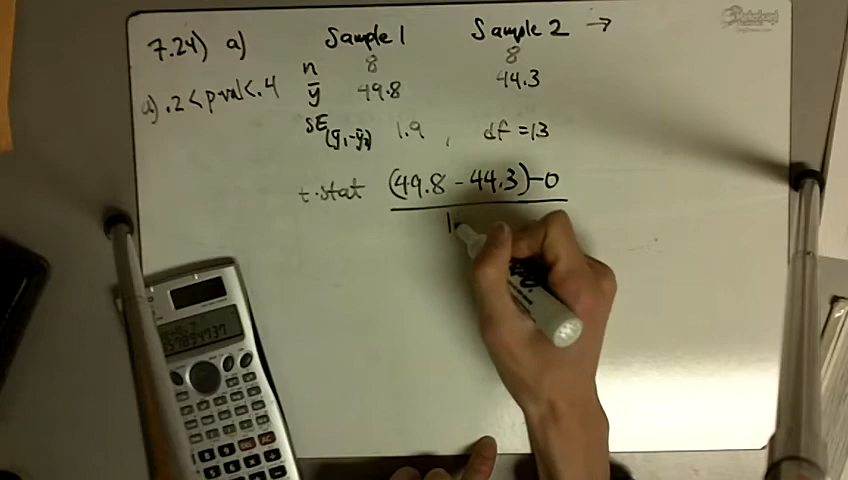 7.24) a) Sample 1 Sample 2 →
n 8 8
a) .2 < p-val < .4 ȳ 49.8 44.3
SE(ȳ₁-ȳ₂) 1.9 , df = 13
t-stat (49.8 - 44.3) - 0
1.